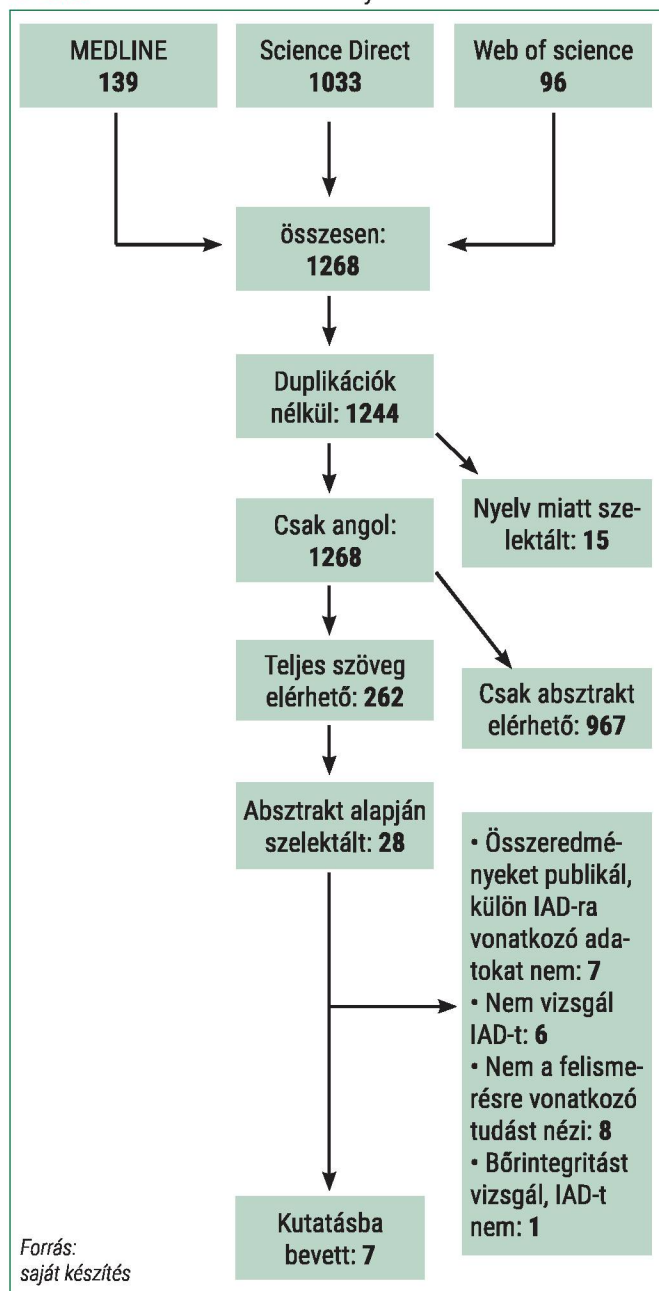 MEDLINE
139
Science Direct
1033
Web of science
96
összesen:
1268
Duplikációk
nélkül: 1244
Nyelv miatt sze-
lektált: 15
Csak angol:
1268
Teljes szöveg
elérhető: 262
Csak absztrakt
elérhető: 967
Absztrakt alapján
szelektált: 28
• Összeredmé-
nyeket publikál,
külön IAD-ra
vonatkozó ada-
tokat nem: 7
• Nem vizsgál
IAD-t: 6
• Nem a felisme-
résre vonatkozó
tudást nézi: 8
• Bőrintegritást
vizsgál, IAD-t
nem: 1
Kutatásba
bevett: 7
Forrás:
saját készítés